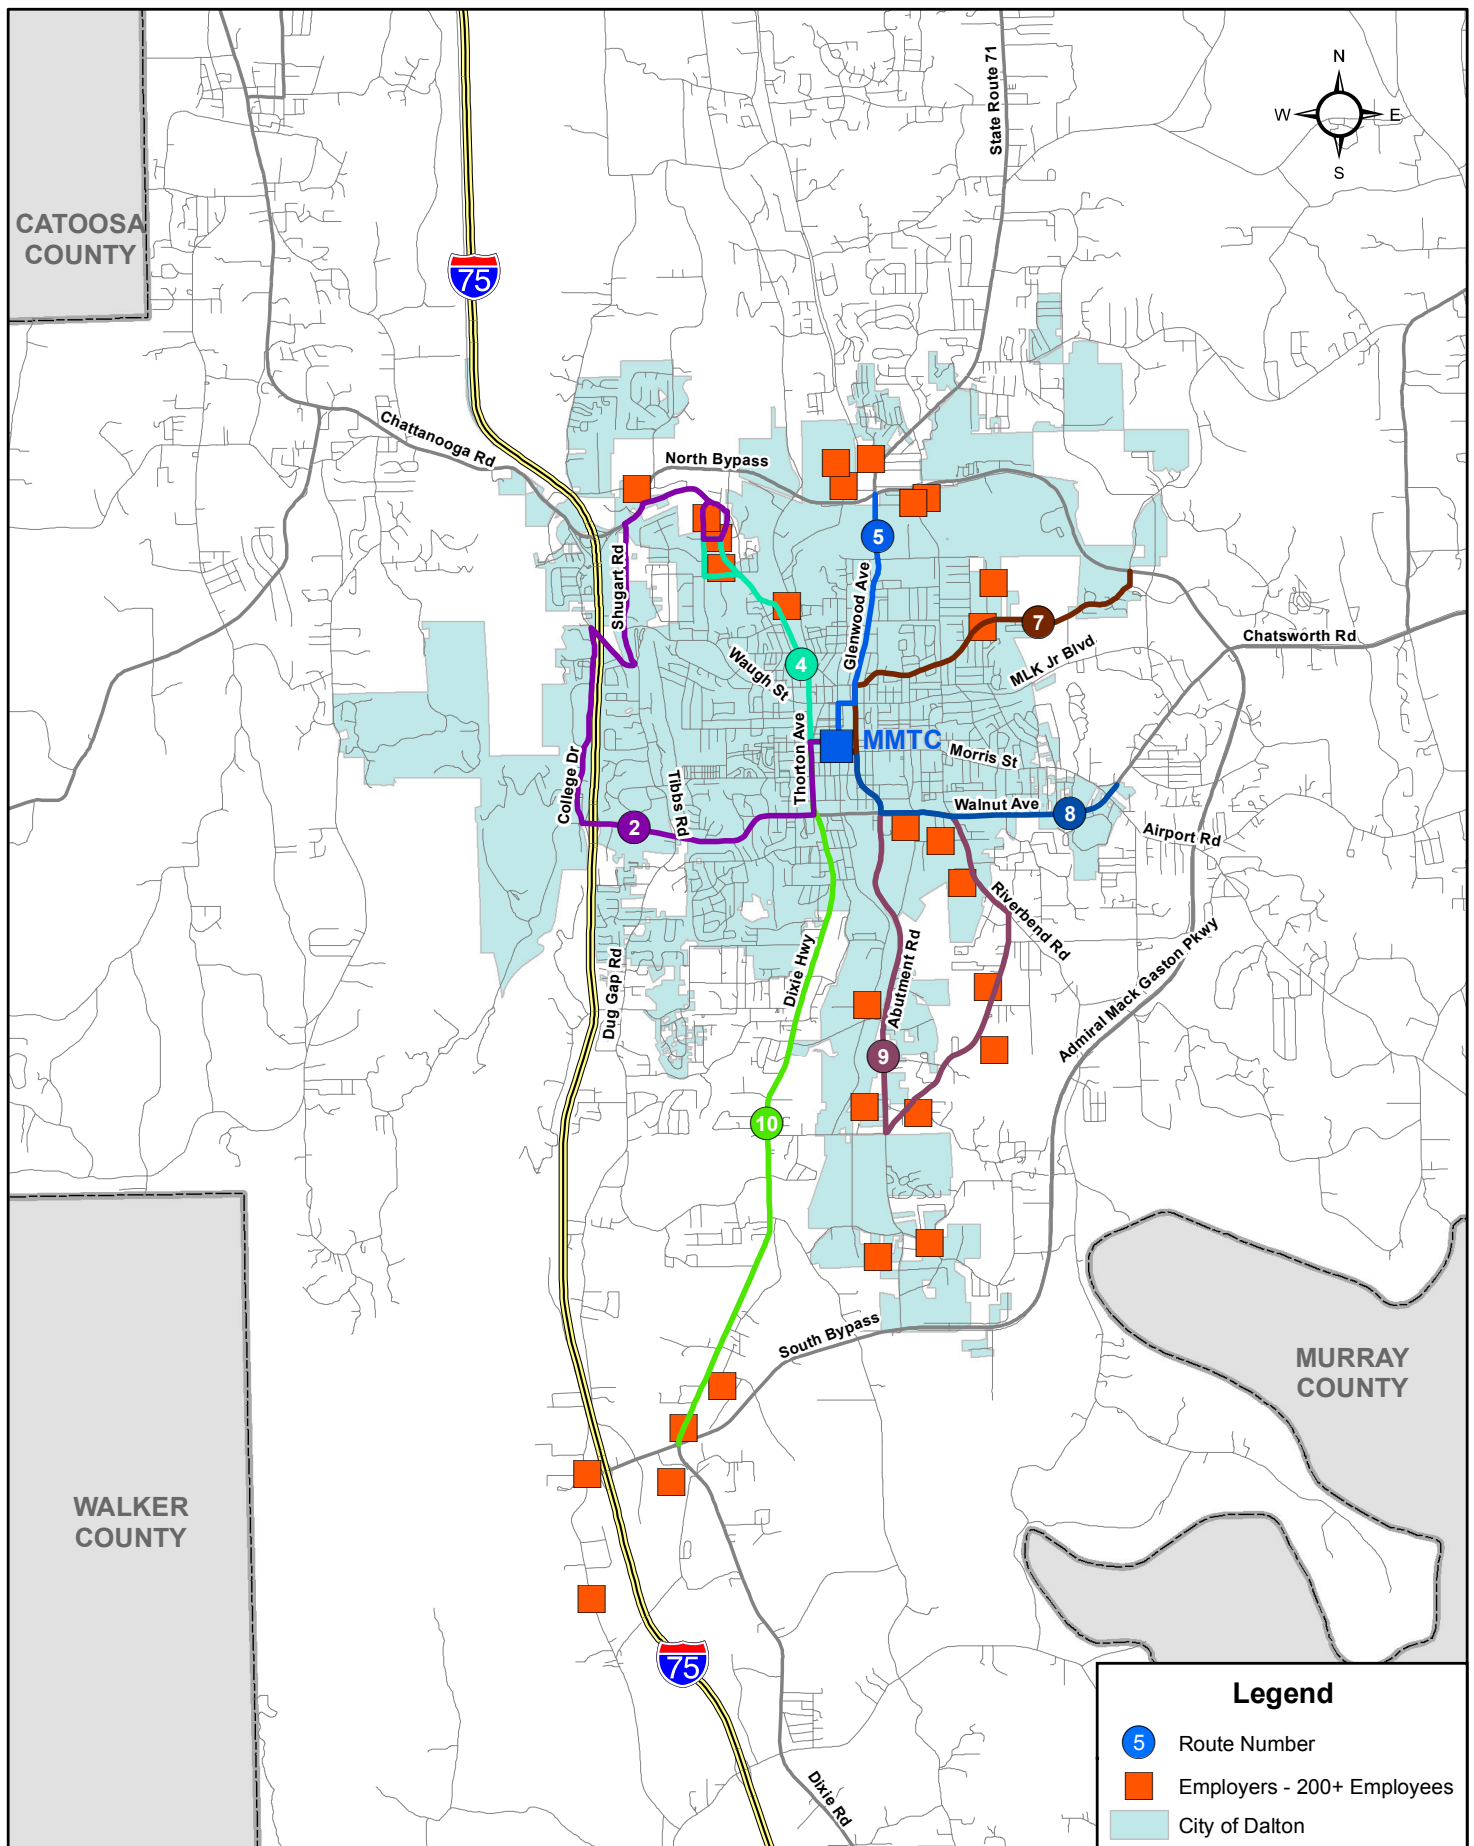 State Route 71
N
W
E
S
CATOOSA
COUNTY
75
Chattanooga Rd
North Bypass
5
Shugart Rd
Glenwood Ave
7
Chatsworth Rd
MLK Jr Blvd
Waugh St
4
Thorton Ave
MMTC
Morris St
College Dr
Tibbs Rd
Walnut Ave
8
2
Airport Rd
Riverbend Rd
Dixie Hwy
Abutment Rd
Dug Gap Rd
Admiral Mack Gaston Pkwy
9
10
South Bypass
MURRAY
COUNTY
WALKER
COUNTY
75
Dixie Rd
Legend
5 Route Number
Employers - 200+ Employees
City of Dalton